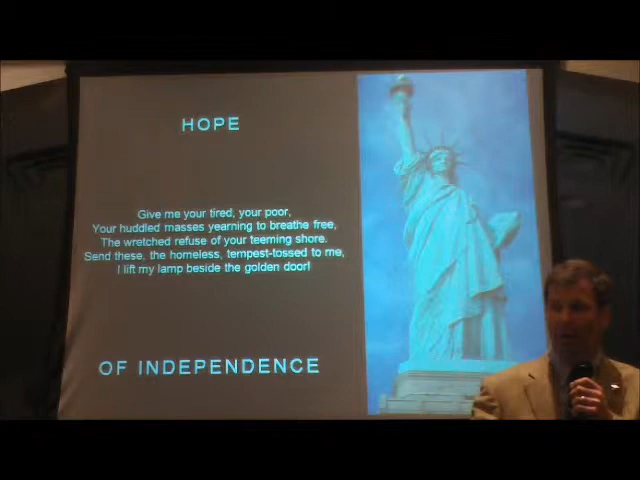 HOPE
Give me your tired, your poor,
Your huddled masses yearning to breathe free,
The wretched refuse of your teeming shore.
Send these, the homeless, tempest-tossed to me,
I lift my lamp beside the golden door!
OF INDEPENDENCE